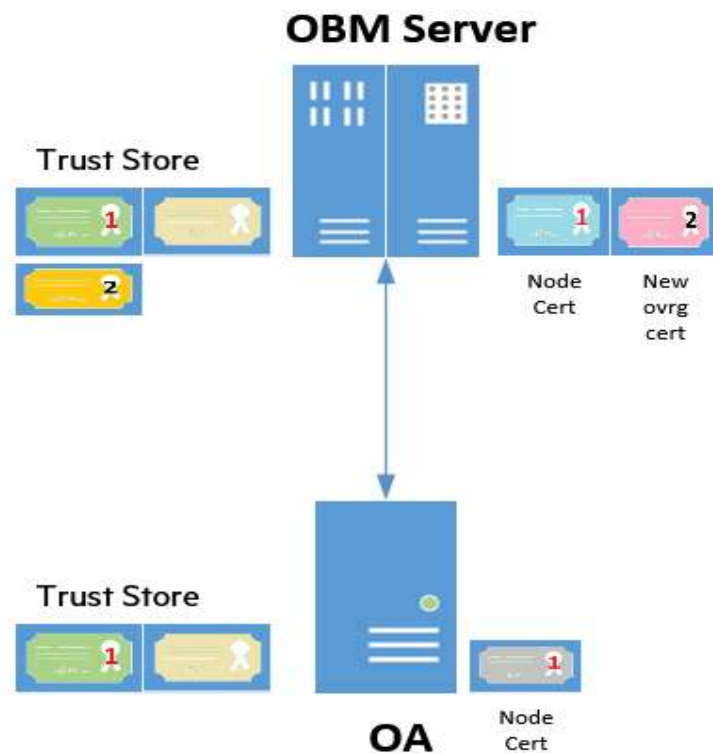 OBM Server
Trust Store
1
1
2
2
Node
Cert
New
ovrg
cert
Trust Store
1
1
Node
Cert
OA